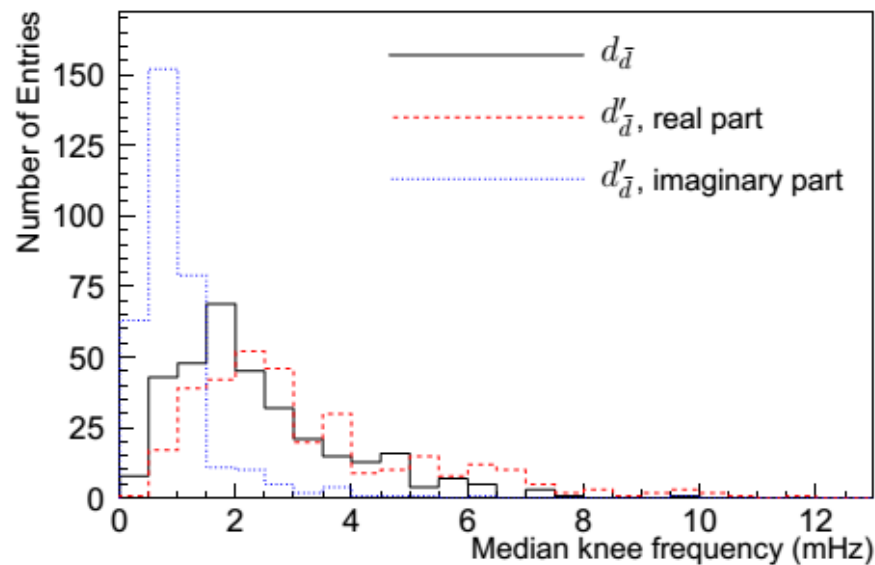 Number of Entries
150
125
100
75
50
25
0
d_d̄
d′_d̄, real part
d′_d̄, imaginary part
0 2 4 6 8 10 12
Median knee frequency (mHz)